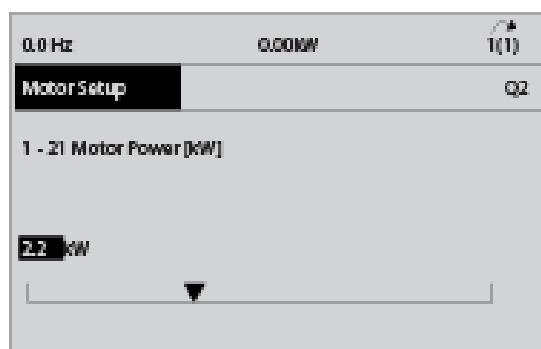 0.0 Hz 0.00kW 1(1)
Motor Setup Q2
1 - 21 Motor Power [kW]
2.2 kW